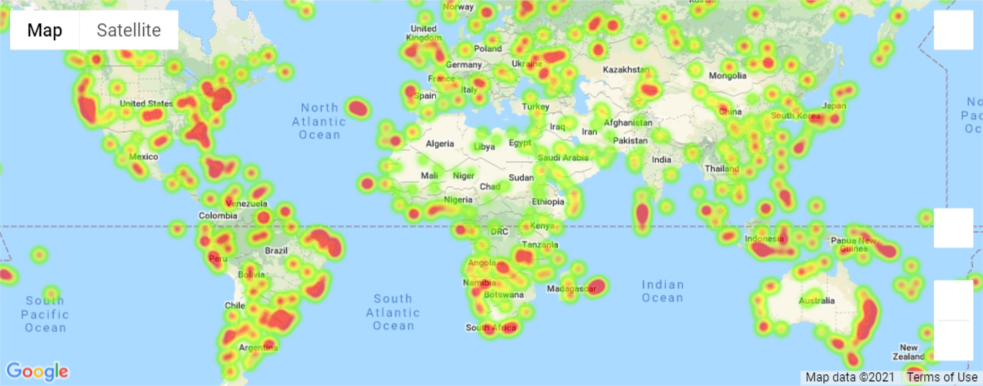 Map Satellite
Norway
United
Kingdom
Poland
Germany
Ukraine
Kazakhstan
Mongolia
France
Italy
Spain
United States
North
Atlantic
Ocean
Turkey
China
Japan
South Korea
Iraq
Iran
Afghanistan
Pakistan
Algeria
Libya
Egypt
Saudi Arabia
India
Thailand
Mexico
Mali
Niger
Chad
Sudan
Nigeria
Ethiopia
Venezuela
Colombia
DRC
Kenya
Tanzania
Indonesia
Papua New
Guinea
Brazil
Peru
Bolivia
Angola
Namibia
Botswana
Madagascar
Indian
Ocean
Australia
Chile
South
Pacific
Ocean
South
Atlantic
Ocean
South Africa
Argentina
New
Zealand
No
Pac
Oc
Google
Map data ©2021 Terms of Use